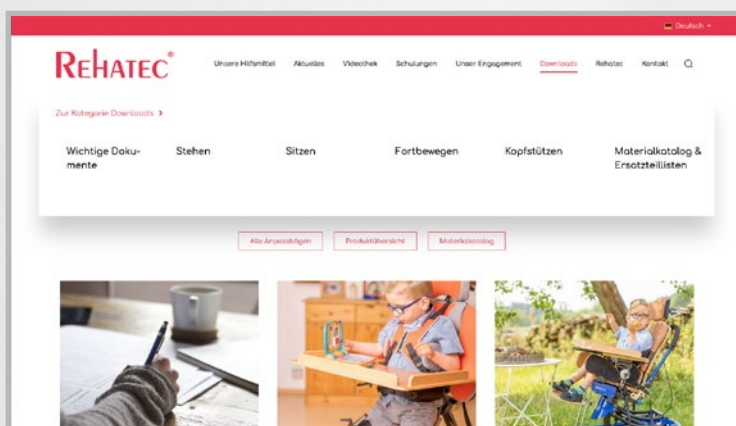 Deutsch
REHATEC®
Unsere Hilfsmittel Aktuelles Videothek Schulungen Unser Engagement Downloads Rehatec Kontakt
Zur Kategorie Downloads
Wichtige Doku-
mente
Stehen
Sitzen
Fortbewegen
Kopfstützen
Materialkatalog &
Ersatzteillisten
Alle Anpassbögen Produktübersicht Materialkatalog